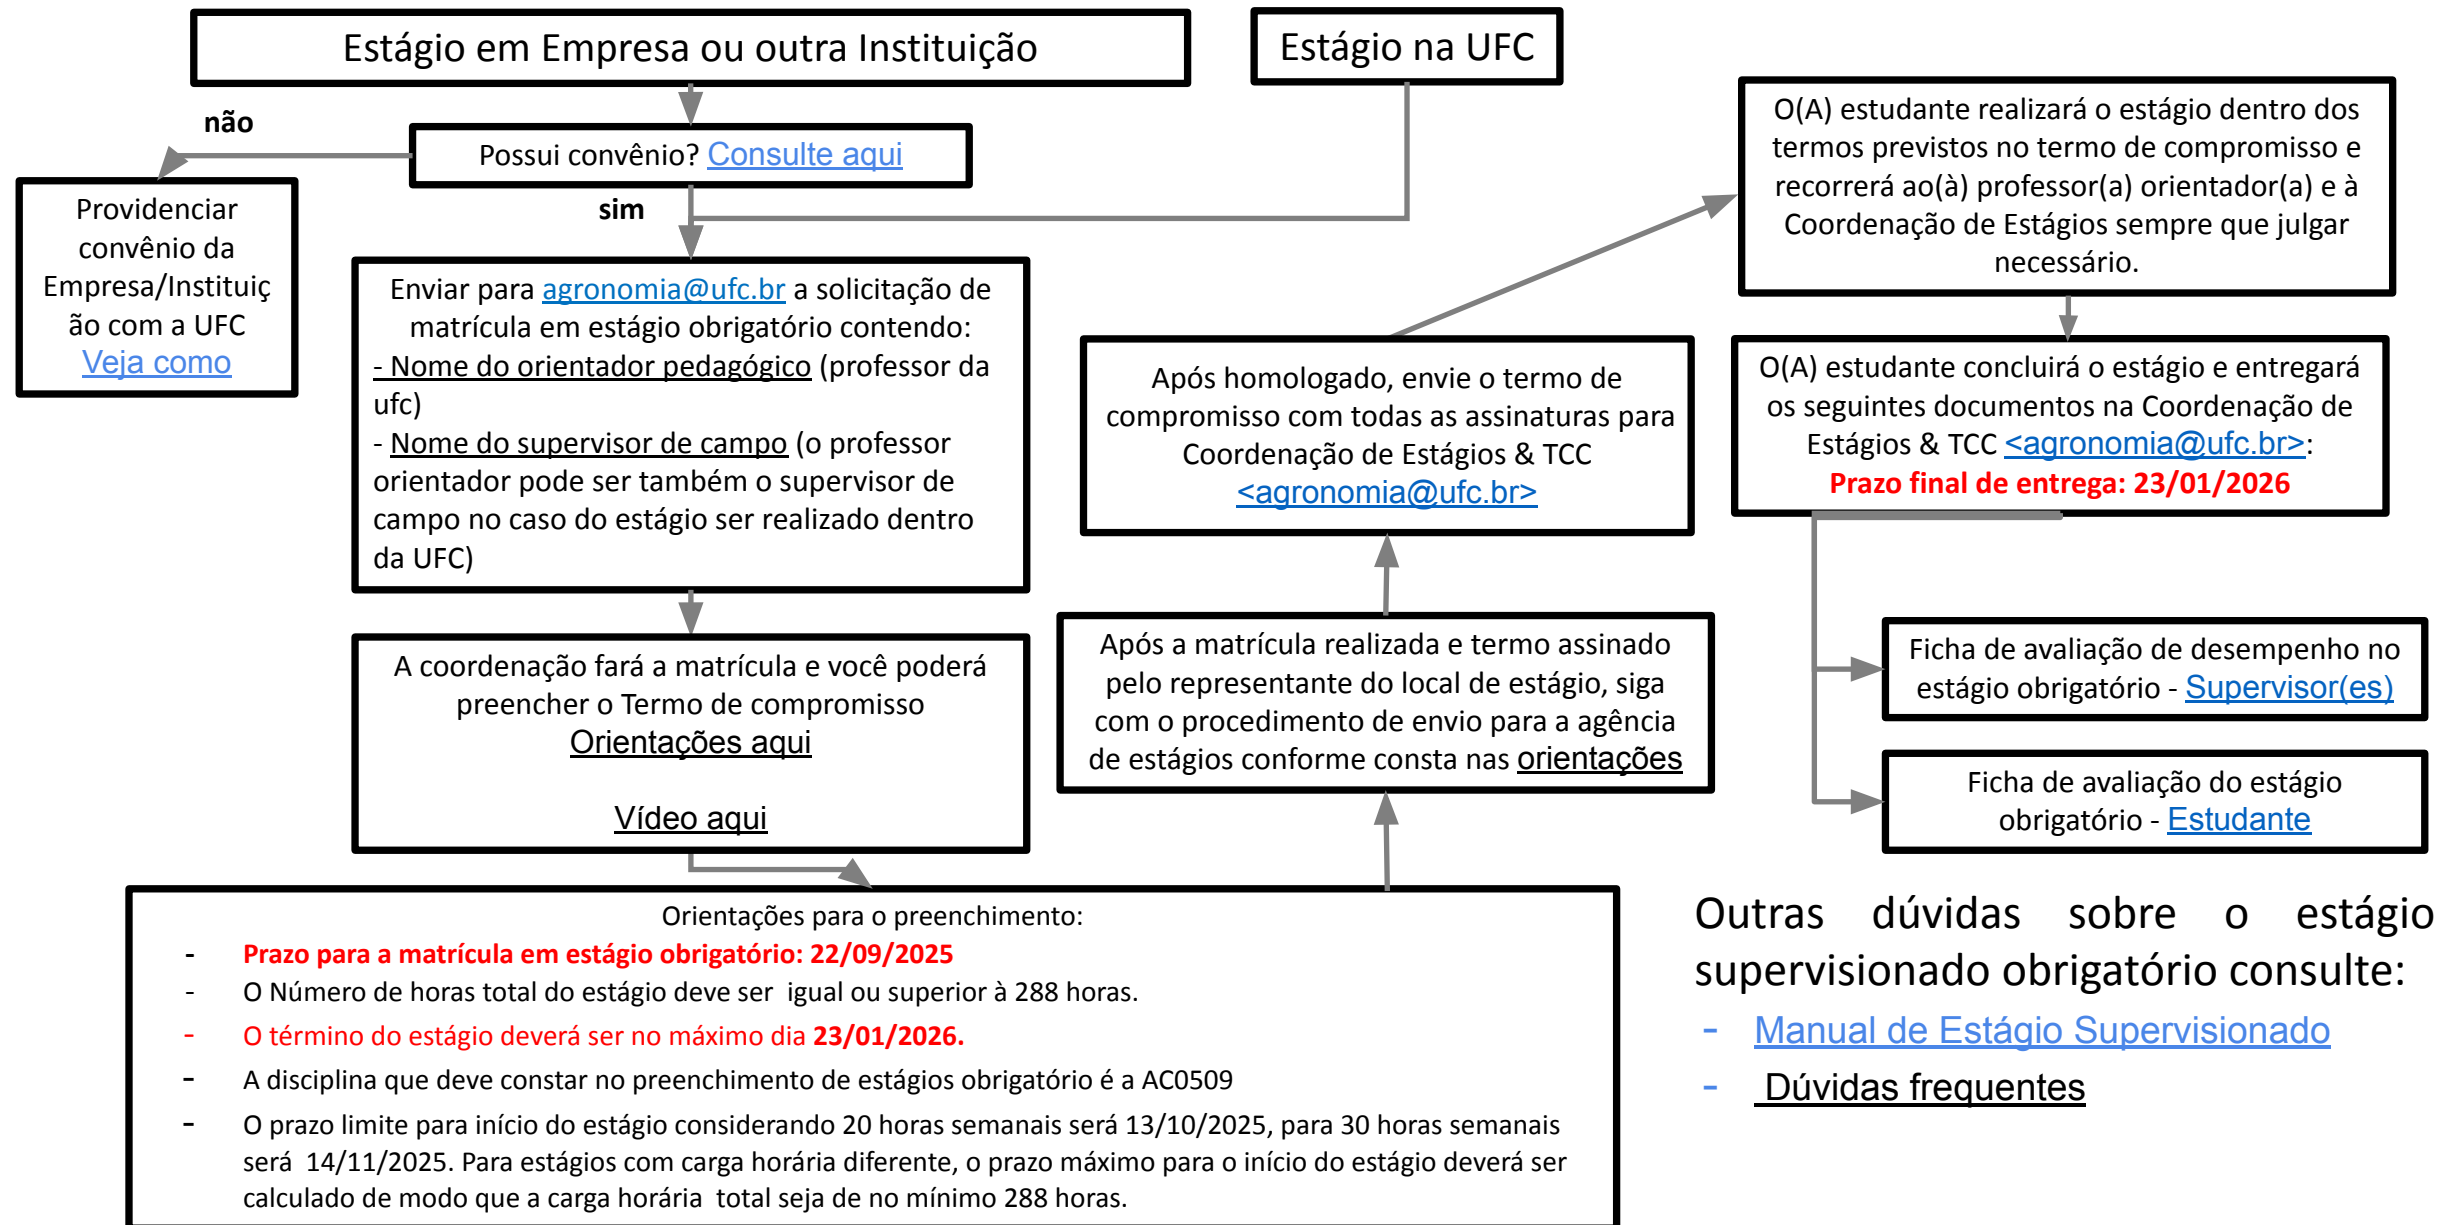 Estágio em Empresa ou outra Instituição
Estágio na UFC
não
Possui convênio? Consulte aqui
sim
Providenciar
convênio da
Empresa/Instituiç
ão com a UFC
Veja como
Enviar para agronomia@ufc.br a solicitação de
matrícula em estágio obrigatório contendo:
- Nome do orientador pedagógico (professor da
ufc)
- Nome do supervisor de campo (o professor
orientador pode ser também o supervisor de
campo no caso do estágio ser realizado dentro
da UFC)
A coordenação fará a matrícula e você poderá
preencher o Termo de compromisso
Orientações aqui
Vídeo aqui
Orientações para o preenchimento:
- Prazo para a matrícula em estágio obrigatório: 22/09/2025
- O Número de horas total do estágio deve ser  igual ou superior à 288 horas.
- O término do estágio deverá ser no máximo dia 23/01/2026.
- A disciplina que deve constar no preenchimento de estágios obrigatório é a AC0509
- O prazo limite para início do estágio considerando 20 horas semanais será 13/10/2025, para 30 horas semanais
será  14/11/2025. Para estágios com carga horária diferente, o prazo máximo para o início do estágio deverá ser
calculado de modo que a carga horária  total seja de no mínimo 288 horas.
Após a matrícula realizada e termo assinado
pelo representante do local de estágio, siga
com o procedimento de envio para a agência
de estágios conforme consta nas orientações
Após homologado, envie o termo de
compromisso com todas as assinaturas para
Coordenação de Estágios & TCC
<agronomia@ufc.br>
O(A) estudante realizará o estágio dentro dos
termos previstos no termo de compromisso e
recorrerá ao(à) professor(a) orientador(a) e à
Coordenação de Estágios sempre que julgar
necessário.
O(A) estudante concluirá o estágio e entregará
os seguintes documentos na Coordenação de
Estágios & TCC <agronomia@ufc.br>:
Prazo final de entrega: 23/01/2026
Ficha de avaliação de desempenho no
estágio obrigatório - Supervisor(es)
Ficha de avaliação do estágio
obrigatório - Estudante
Outras dúvidas sobre o estágio
supervisionado obrigatório consulte:
- Manual de Estágio Supervisionado
- Dúvidas frequentes